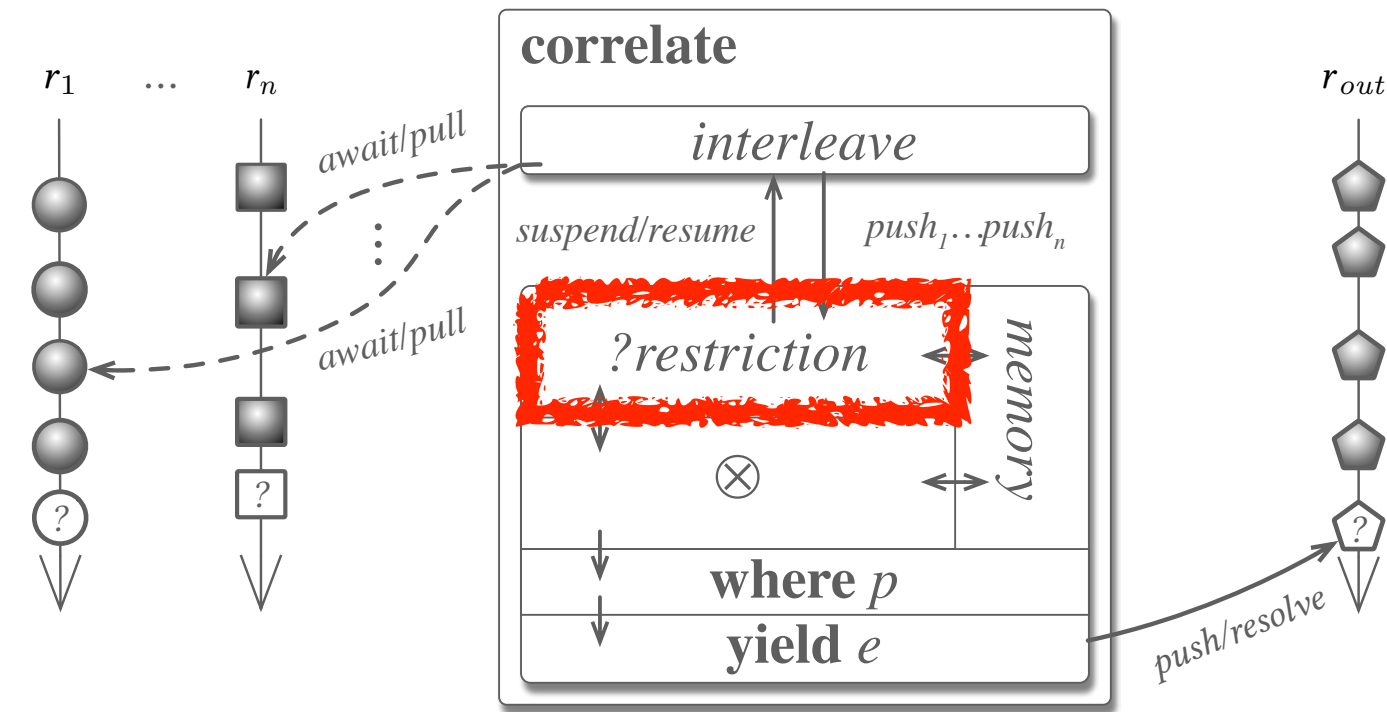 correlate
r1 ... rn
rout
interleave
await/pull
suspend/resume
push1...pushn
await/pull
?restriction
memory
⊗
?
?
?
where p
yield e
push/resolve